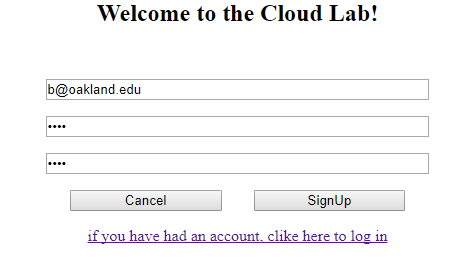 Welcome to the Cloud Lab!
b@oakland.edu
••••
••••
Cancel SignUp
if you have had an account, clike here to log in